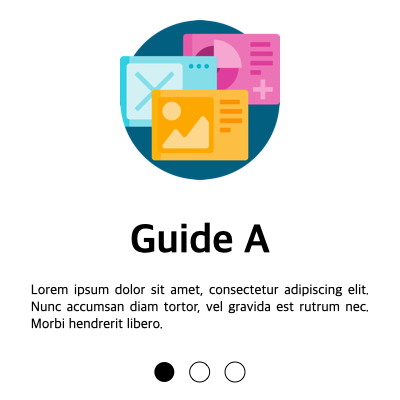 Guide A
Lorem ipsum dolor sit amet, consectetur adipiscing elit.
Nunc accumsan diam tortor, vel gravida est rutrum nec.
Morbi hendrerit libero.